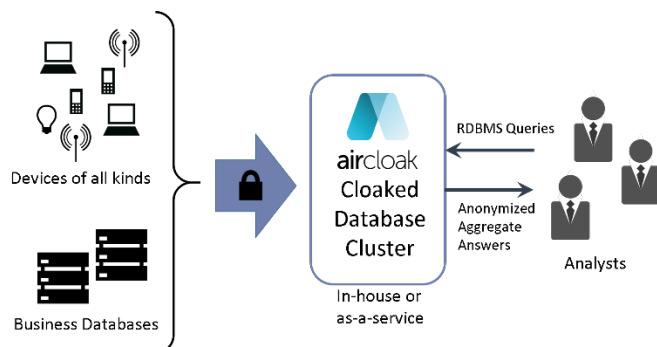 Devices of all kinds
Business Databases
aircloak
Cloaked
Database
Cluster
In-house or
as-a-service
RDBMS Queries
Anonymized
Aggregate
Answers
Analysts